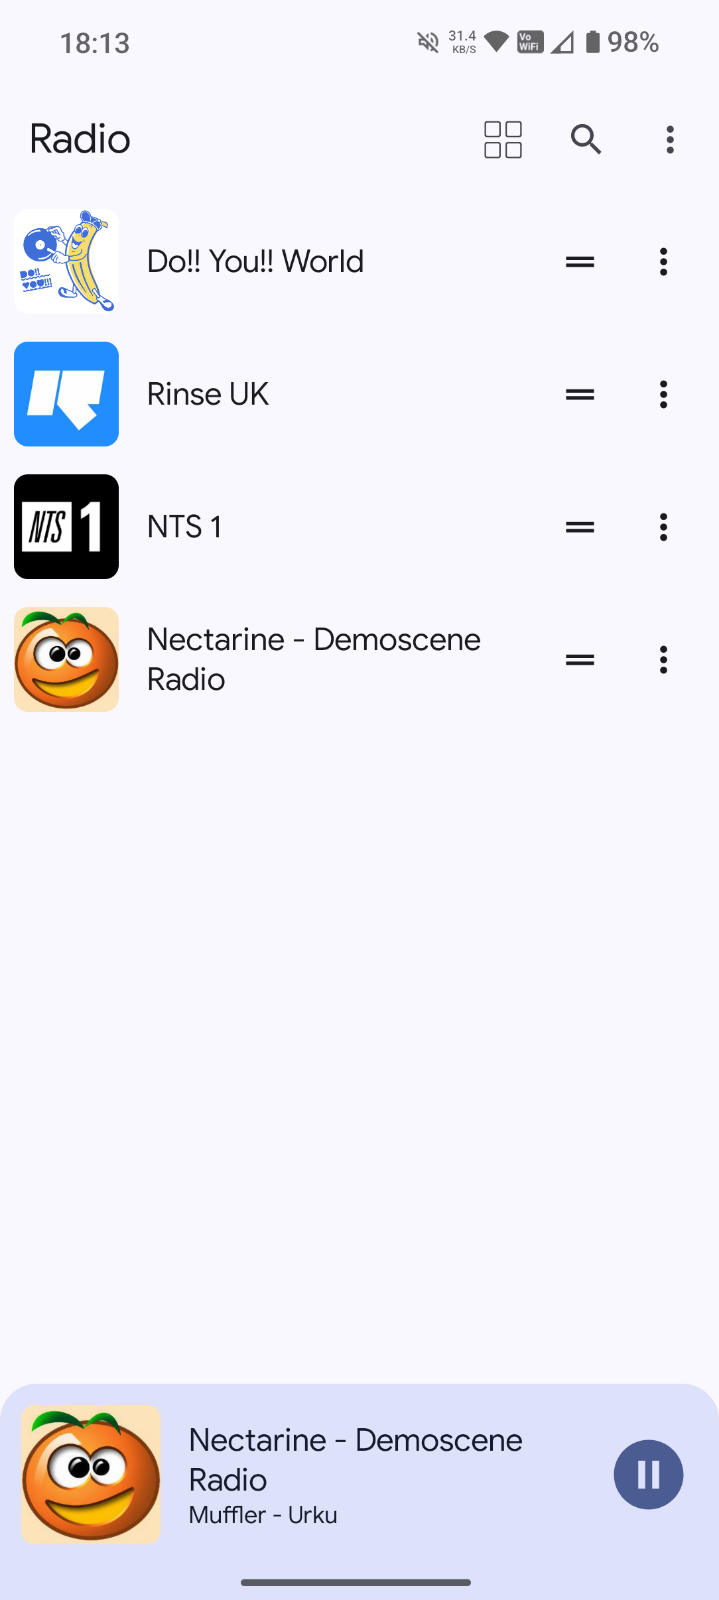 18:13
31.4
KB/S
Vo
WiFi
98%
Radio
DO!!
YOU!!!
Do!! You!! World
Rinse UK
NTS 1
NTS 1
Nectarine - Demoscene
Radio
Nectarine - Demoscene
Radio
Muffler - Urku